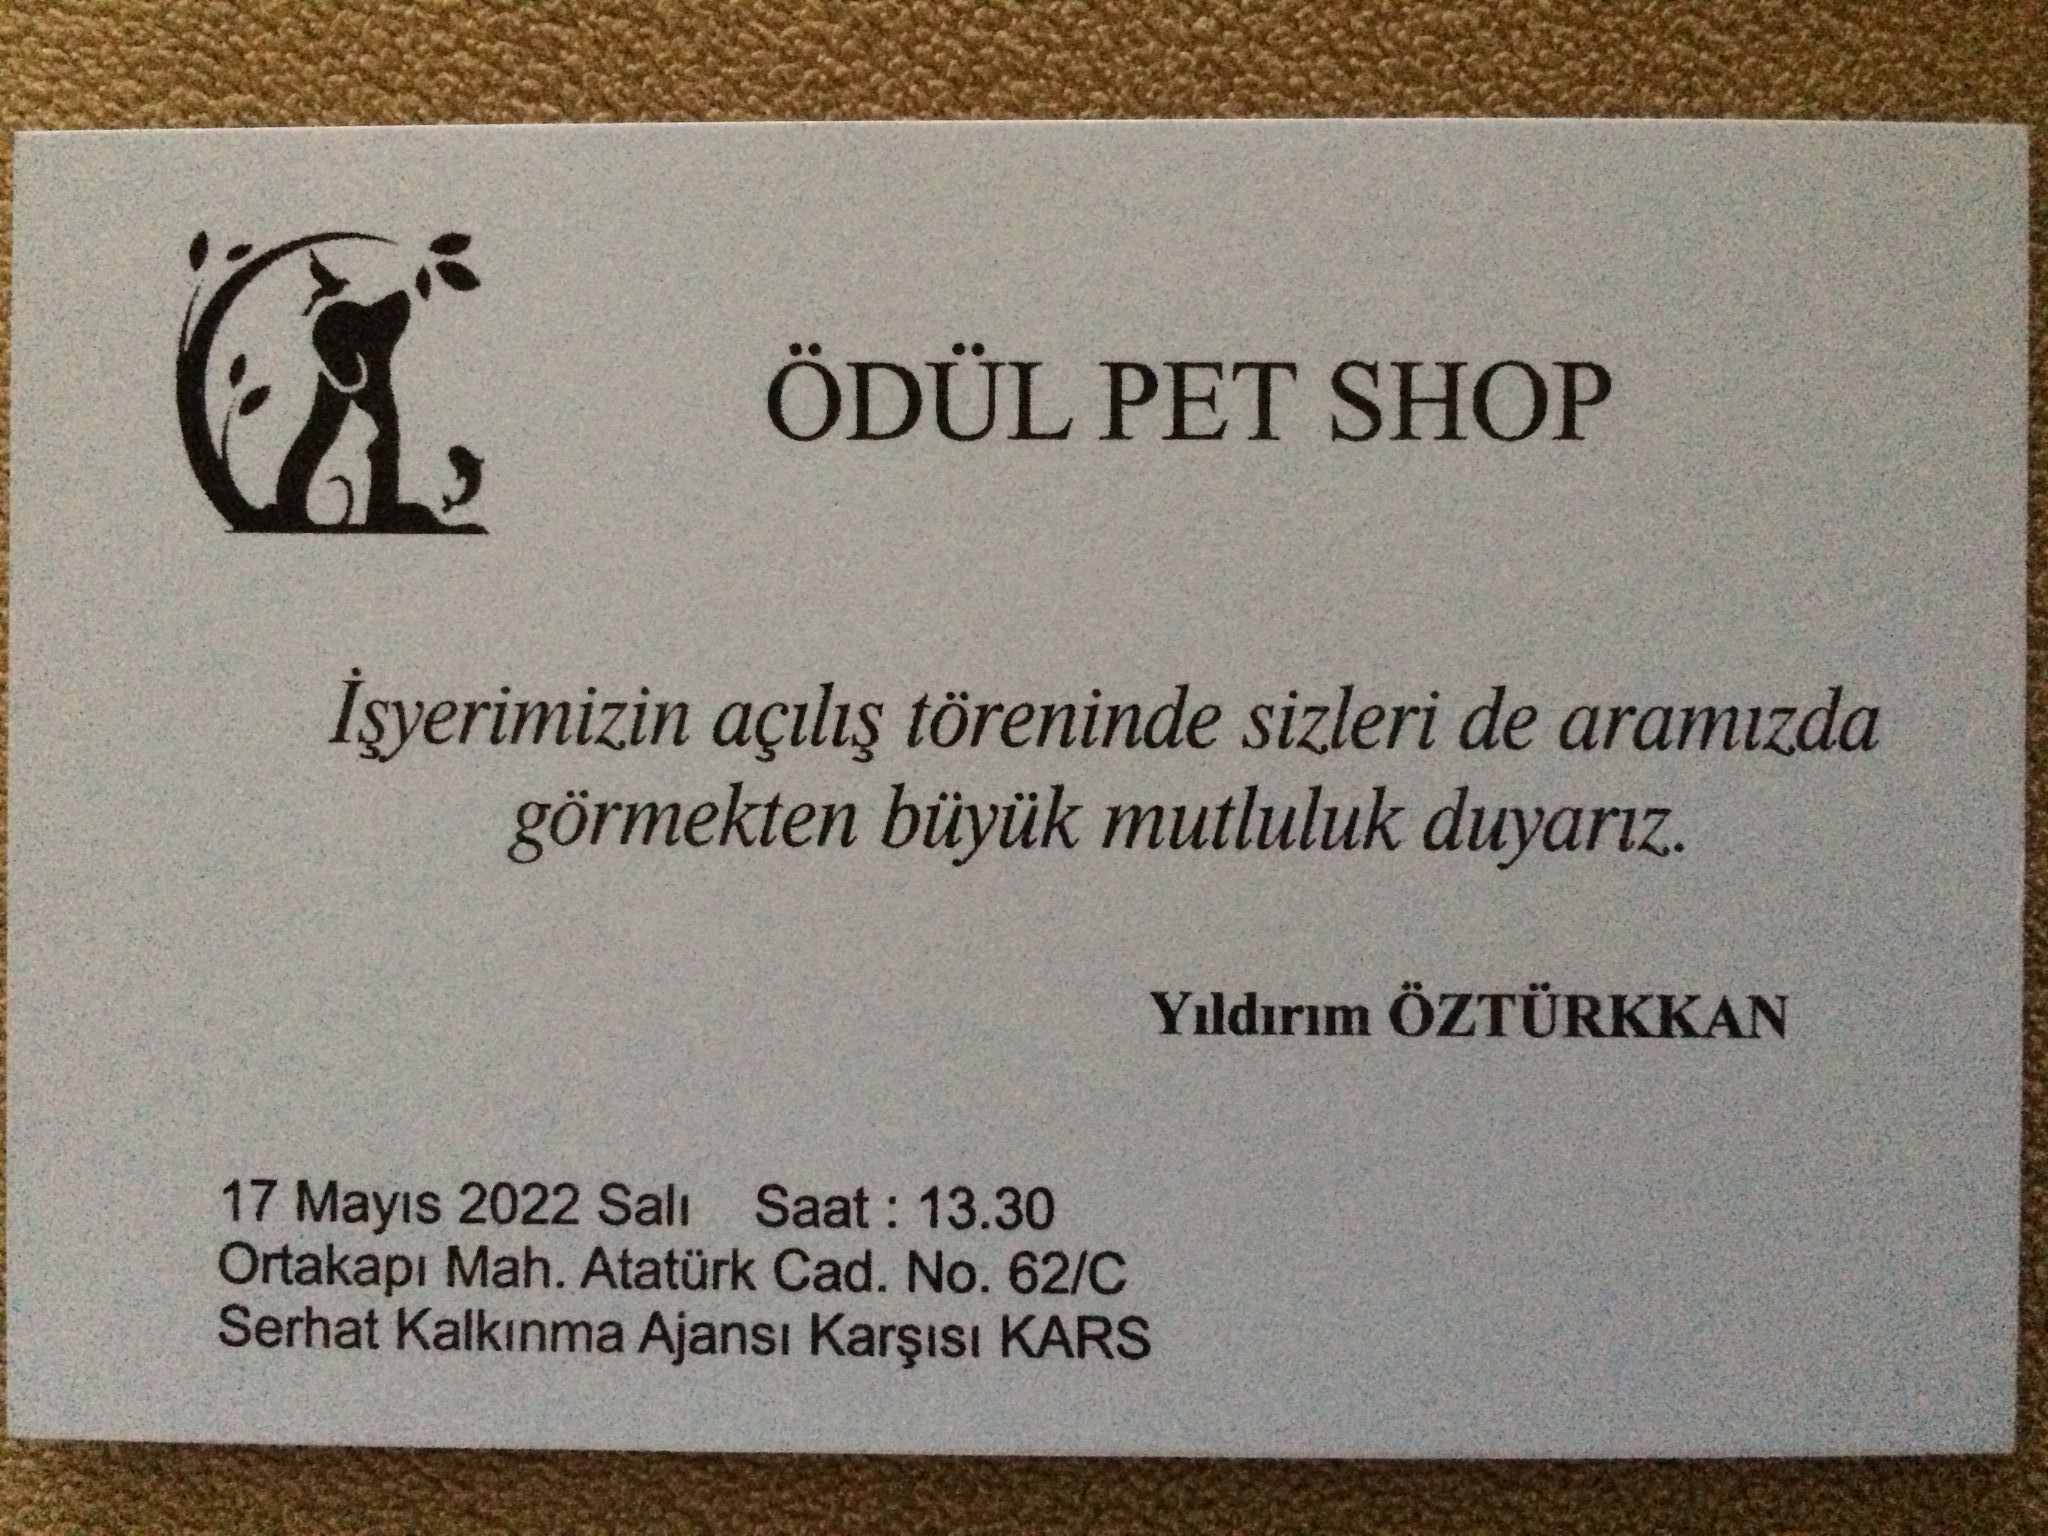 ÖDÜL PET SHOP
İşyerimizin açılış töreninde sizleri de aramızda
görmekten büyük mutluluk duyarız.
Yıldırım ÖZTÜRKKAN
17 Mayıs 2022 Salı Saat : 13.30
Ortakapı Mah. Atatürk Cad. No. 62/C
Serhat Kalkınma Ajansı Karşısı KARS